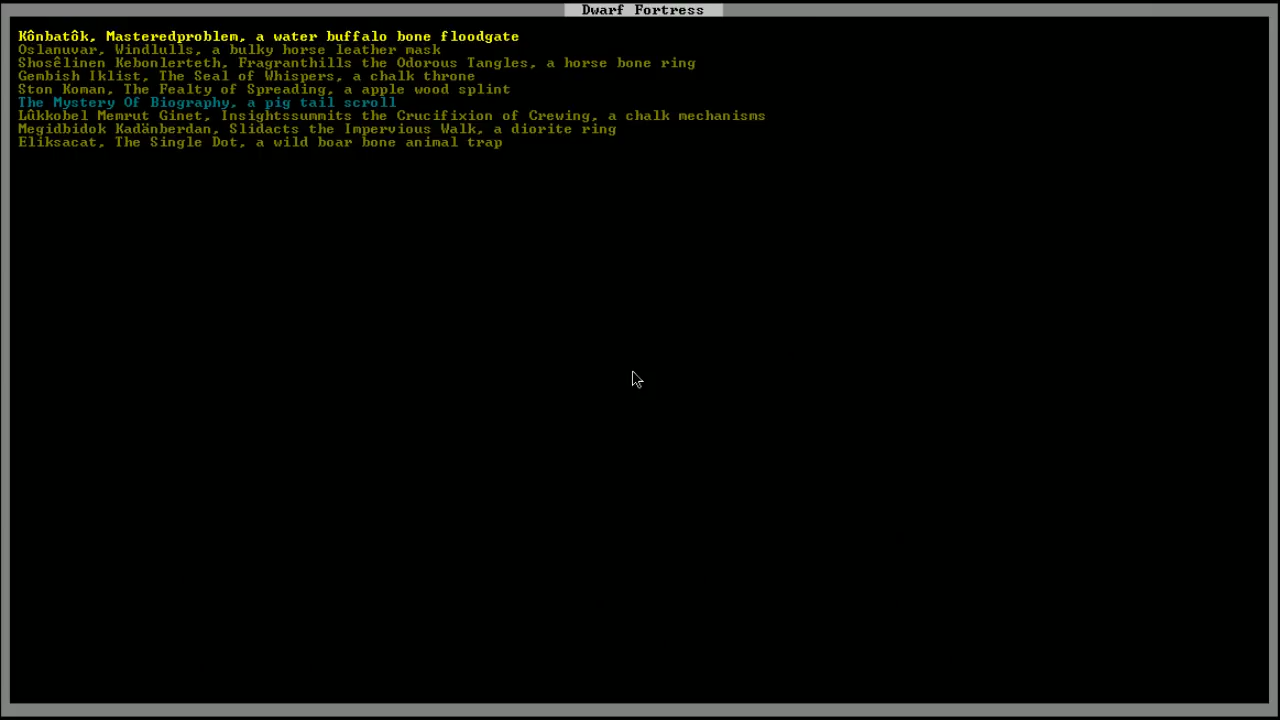 Dwarf Fortress
Kônbatôk, Masteredproblem, a water buffalo bone floodgate
Oslanuvar, Windlulls, a bulky horse leather mask
Shosêlinen Kebonlerteth, Fragranthills the Odorous Tangles, a horse bone ring
Gembish Iklist, The Seal of Whispers, a chalk throne
Ston Koman, The Fealty of Spreading, a apple wood splint
The Mystery Of Biography, a pig tail scroll
Lûkkobel Memrut Ginet, Insightssummits the Crucifixion of Crewing, a chalk mechanisms
Megidbidok Kadänberdan, Slidacts the Impervious Walk, a diorite ring
Eliksacat, The Single Dot, a wild boar bone animal trap